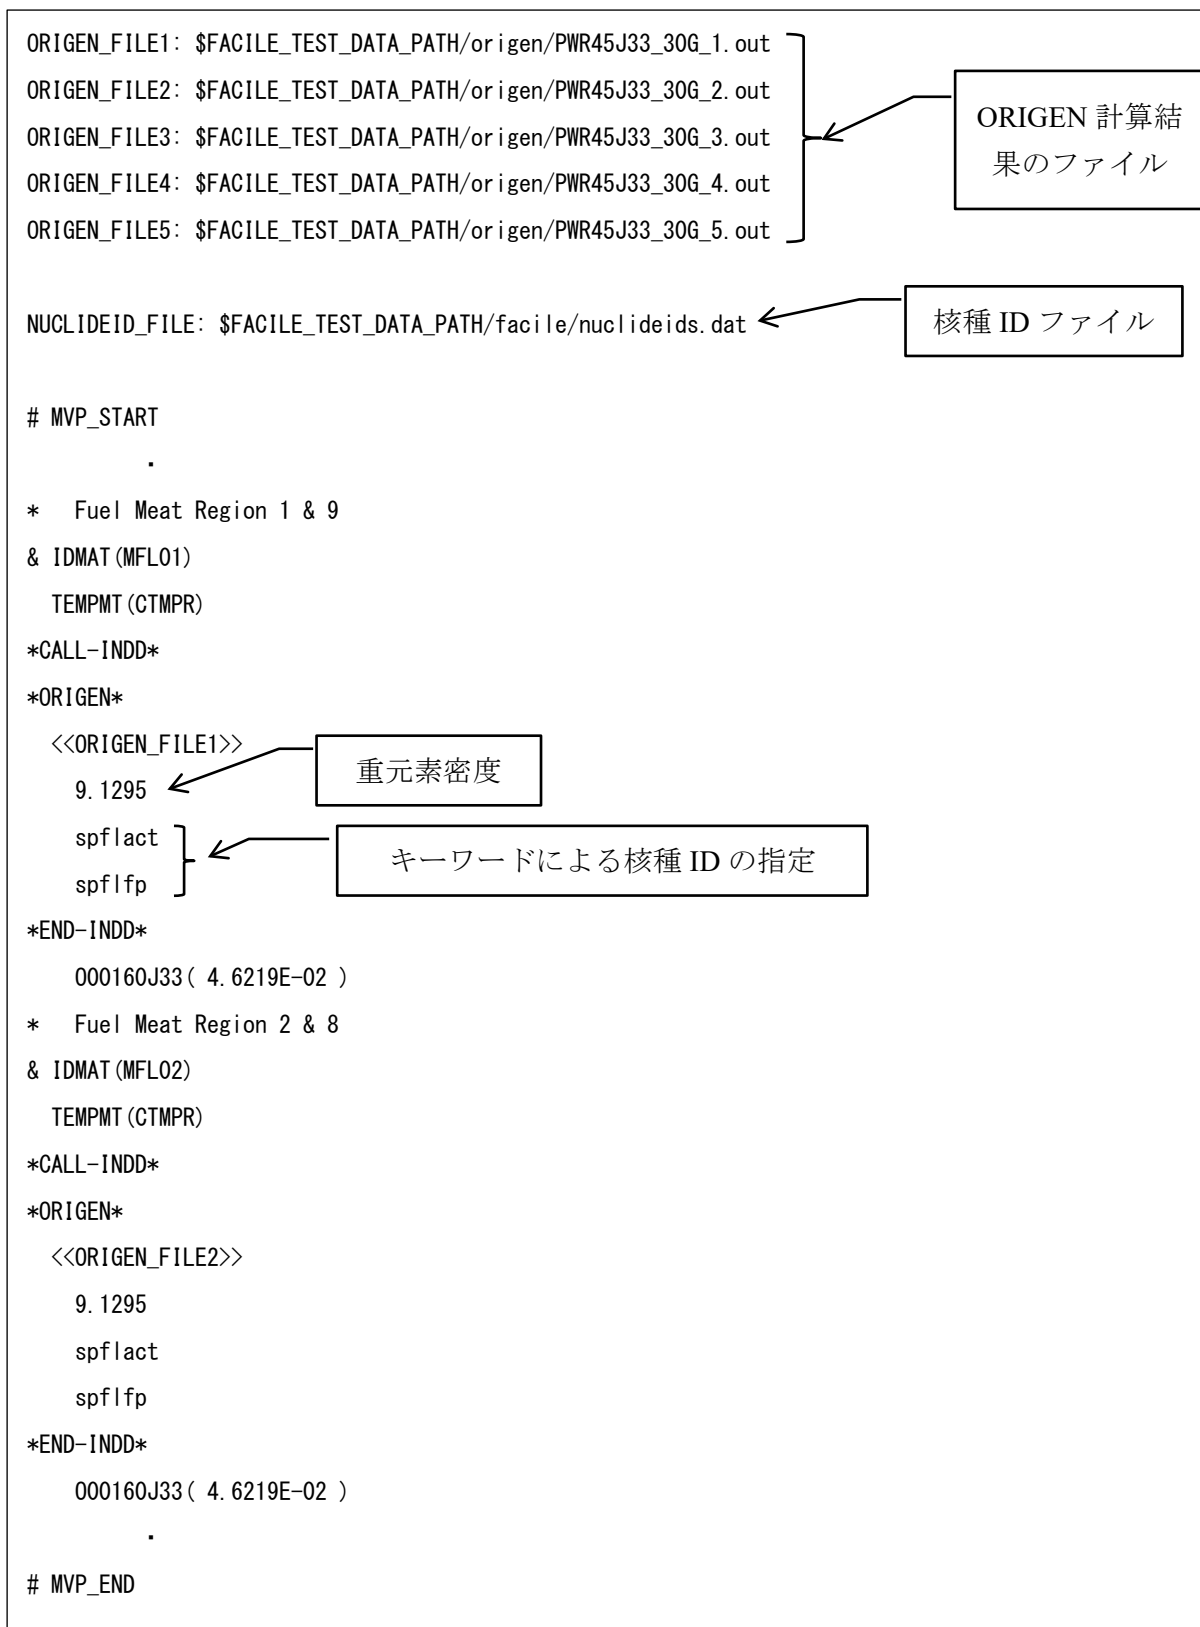 ORIGEN_FILE1: $FACILE_TEST_DATA_PATH/origen/PWR45J33_30G_1.out
ORIGEN_FILE2: $FACILE_TEST_DATA_PATH/origen/PWR45J33_30G_2.out
ORIGEN_FILE3: $FACILE_TEST_DATA_PATH/origen/PWR45J33_30G_3.out
ORIGEN_FILE4: $FACILE_TEST_DATA_PATH/origen/PWR45J33_30G_4.out
ORIGEN_FILE5: $FACILE_TEST_DATA_PATH/origen/PWR45J33_30G_5.out
ORIGEN 計算結
果のファイル
NUCLIDEID_FILE: $FACILE_TEST_DATA_PATH/facile/nuclideids.dat
核種 ID ファイル
# MVP_START
.
* Fuel Meat Region 1 & 9
& IDMAT(MFL01)
TEMPMT(CTMPR)
*CALL-INDD*
*ORIGEN*
<<ORIGEN_FILE1>>
重元素密度
9.1295
spflact
キーワードによる核種 ID の指定
spflfp
*END-INDD*
O00160J33( 4.6219E-02 )
* Fuel Meat Region 2 & 8
& IDMAT(MFL02)
TEMPMT(CTMPR)
*CALL-INDD*
*ORIGEN*
<<ORIGEN_FILE2>>
9.1295
spflact
spflfp
*END-INDD*
O00160J33( 4.6219E-02 )
.
# MVP_END